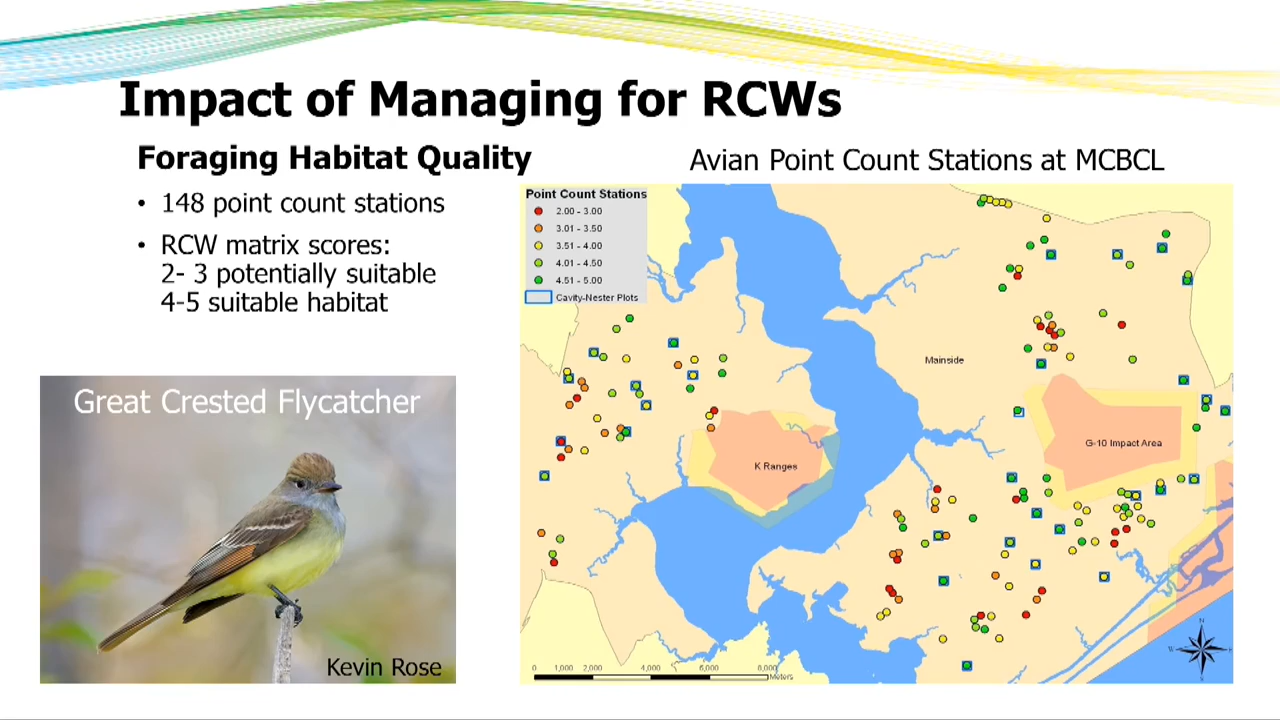 Impact of Managing for RCWs
Foraging Habitat Quality
• 148 point count stations
• RCW matrix scores:
2- 3 potentially suitable
4-5 suitable habitat
Great Crested Flycatcher
Kevin Rose
Avian Point Count Stations at MCBCL
Point Count Stations
2.00 - 3.00
3.01 - 3.50
3.51 - 4.00
4.01 - 4.50
4.51 - 5.00
Cavity-Nester Plots
Mainside
G-10 Impact Area
K Ranges
N
W E
S
0 1,000 2,000 4,000 6,000 8,000
Meters